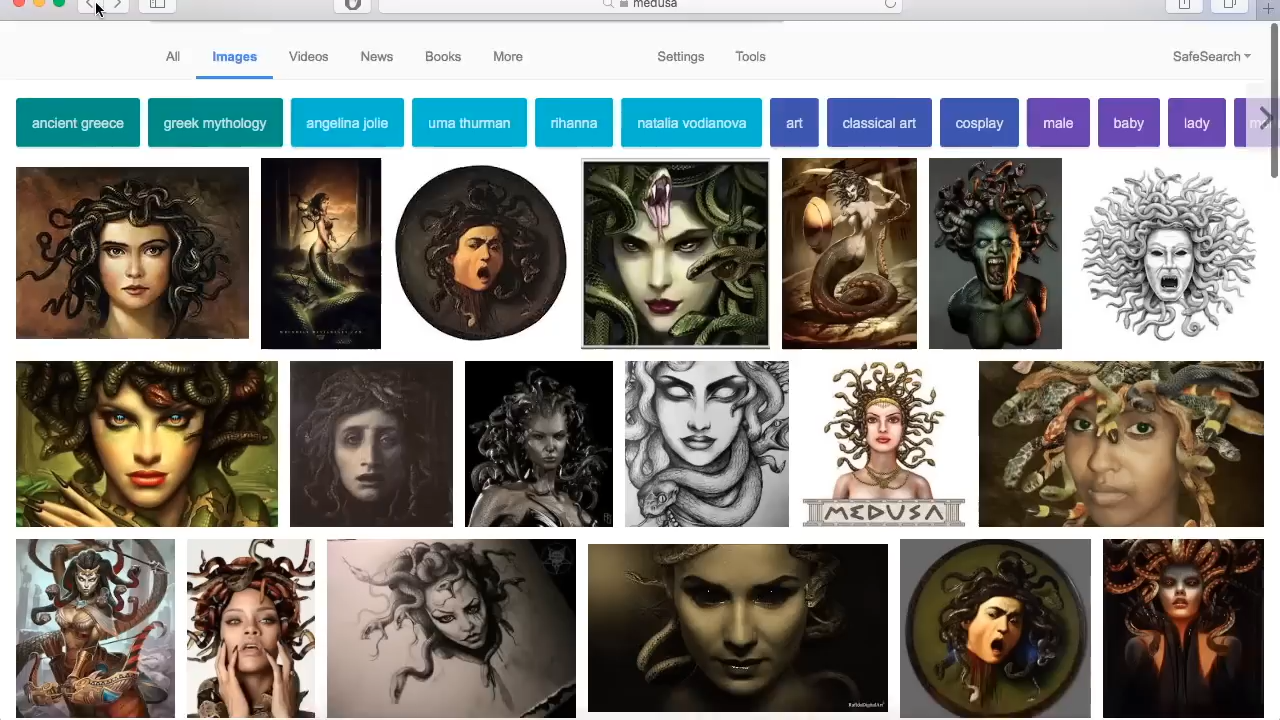 medusa
All Images Videos News Books More Settings Tools SafeSearch
ancient greece greek mythology angelina jolie uma thurman rihanna natalia vodianova art classical art cosplay male baby lady
MEDUSA